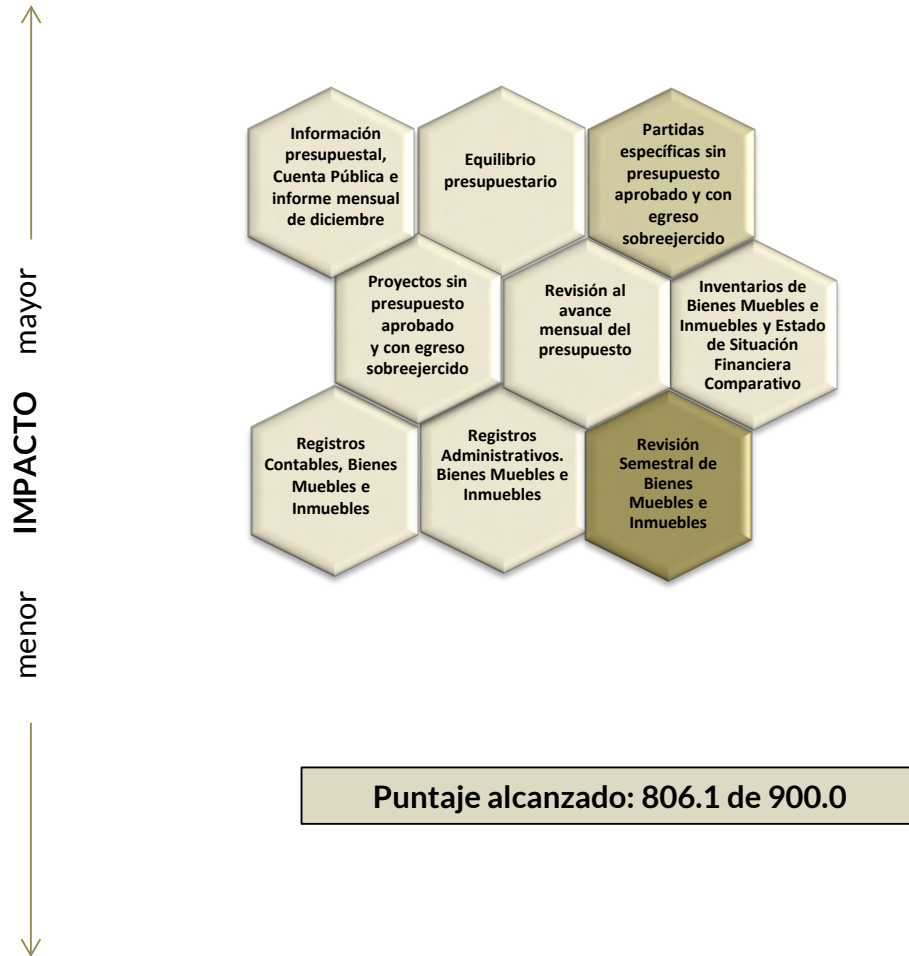 mayor
IMPACTO
menor
Información
presupuestal,
Cuenta Pública e
informe mensual
de diciembre
Equilibrio
presupuestario
Partidas
específicas sin
presupuesto
aprobado y con
egreso
sobreejercido
Proyectos sin
presupuesto
aprobado
y con egreso
sobreejercido
Revisión al
avance
mensual del
presupuesto
Inventarios de
Bienes Muebles e
Inmuebles y Estado
de Situación
Financiera
Comparativo
Registros
Contables, Bienes
Muebles e
Inmuebles
Registros
Administrativos.
Bienes Muebles e
Inmuebles
Revisión
Semestral de
Bienes
Muebles e
Inmuebles
Puntaje alcanzado: 806.1 de 900.0